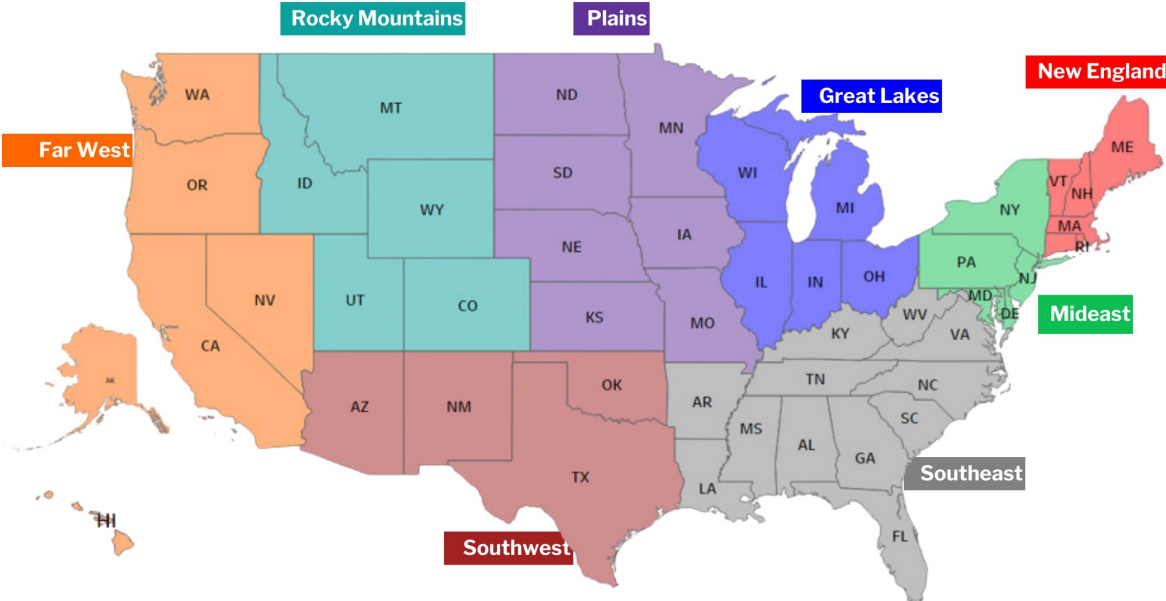 Rocky Mountains
Plains
New England
Great Lakes
Far West
WA
MT
ND
MN
ME
OR
ID
SD
WI
VT
NH
WY
MI
NY
MA
NE
IA
RI
PA
NV
UT
CO
IL
IN
OH
NJ
MD
DE
Mideast
KS
MO
WV
VA
CA
KY
AK
TN
NC
AZ
NM
OK
AR
SC
MS
AL
GA
TX
LA
Southeast
HI
FL
Southwest